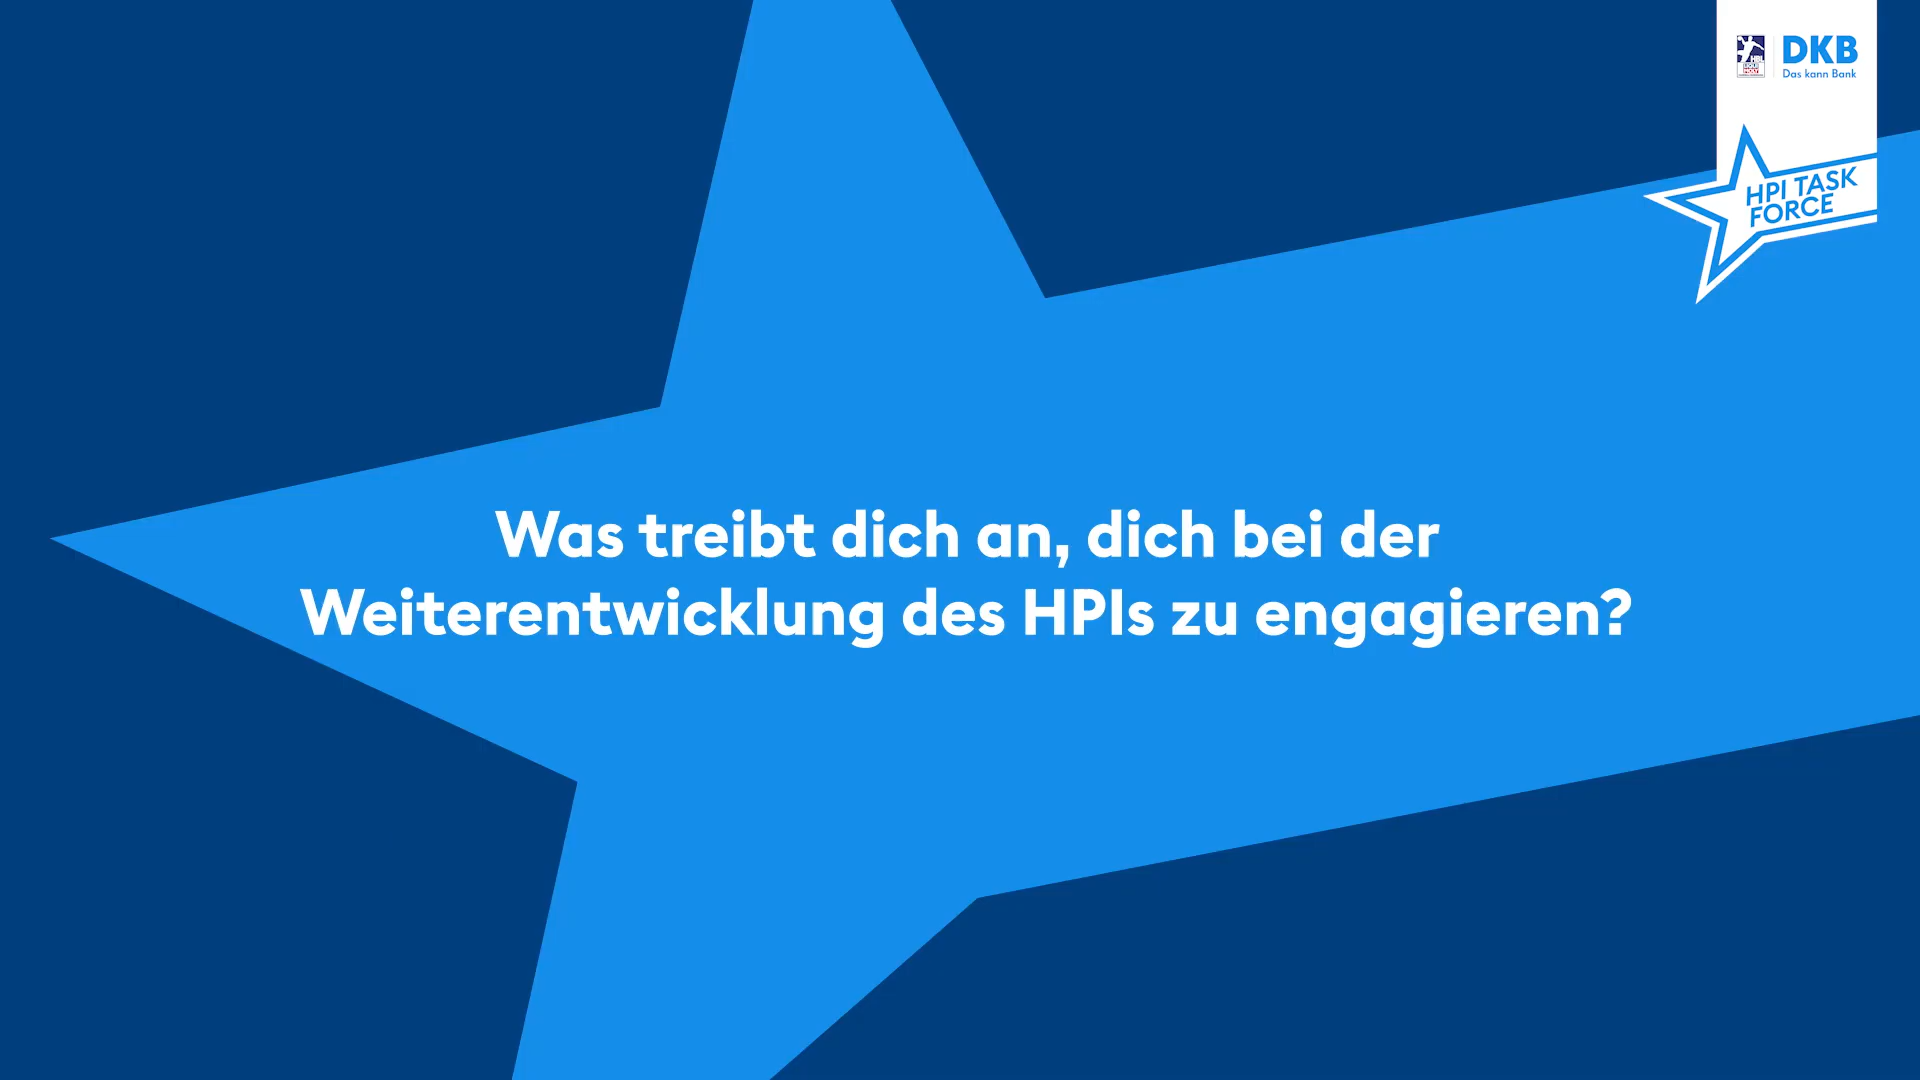 DKB
Das kann Bank
HPI TASK
FORCE
Was treibt dich an, dich bei der
Weiterentwicklung des HPIs zu engagieren?